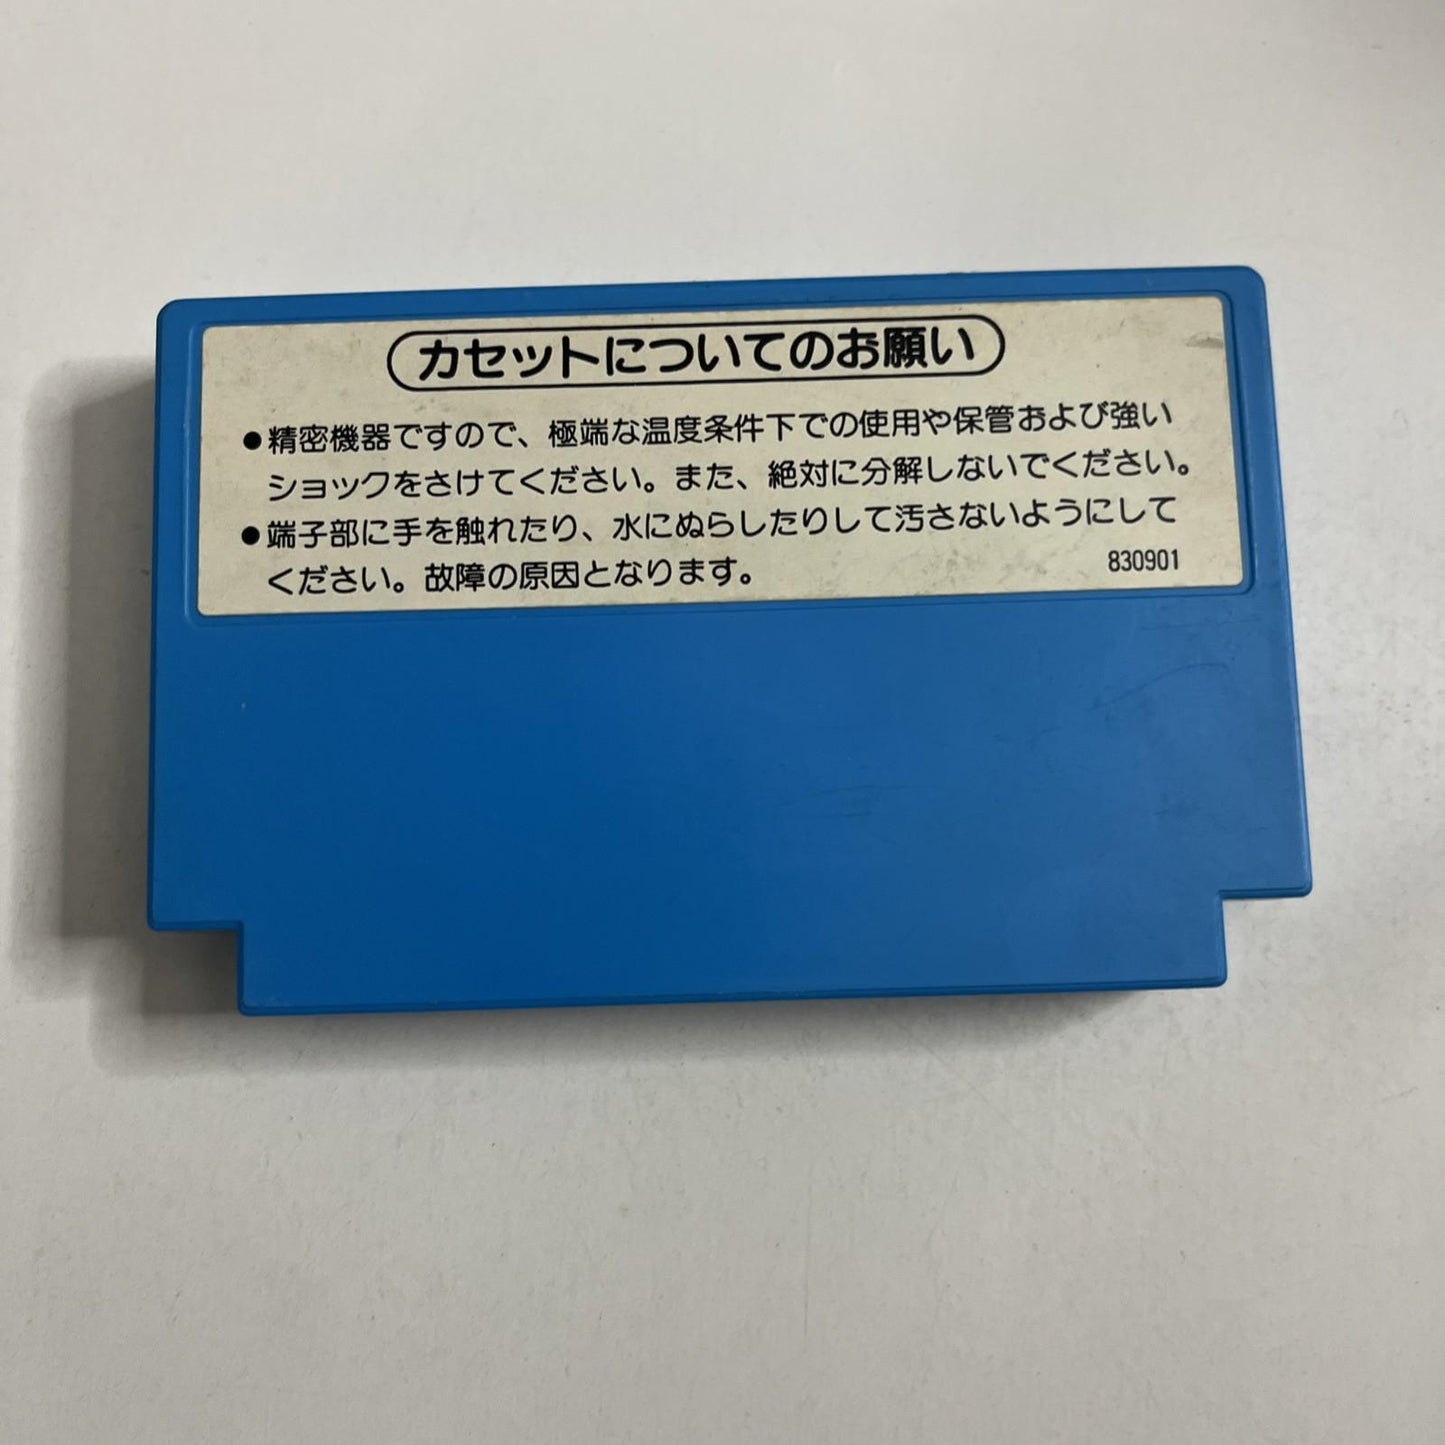 カセットについてのお願い
●精密機器ですので、極端な温度条件下での使用や保管および強い
ショックをさけてください。また、絶対に分解しないでください。
●端子部に手を触れたり、水にぬらしたりして汚さないようにして
ください。故障の原因となります。
830901